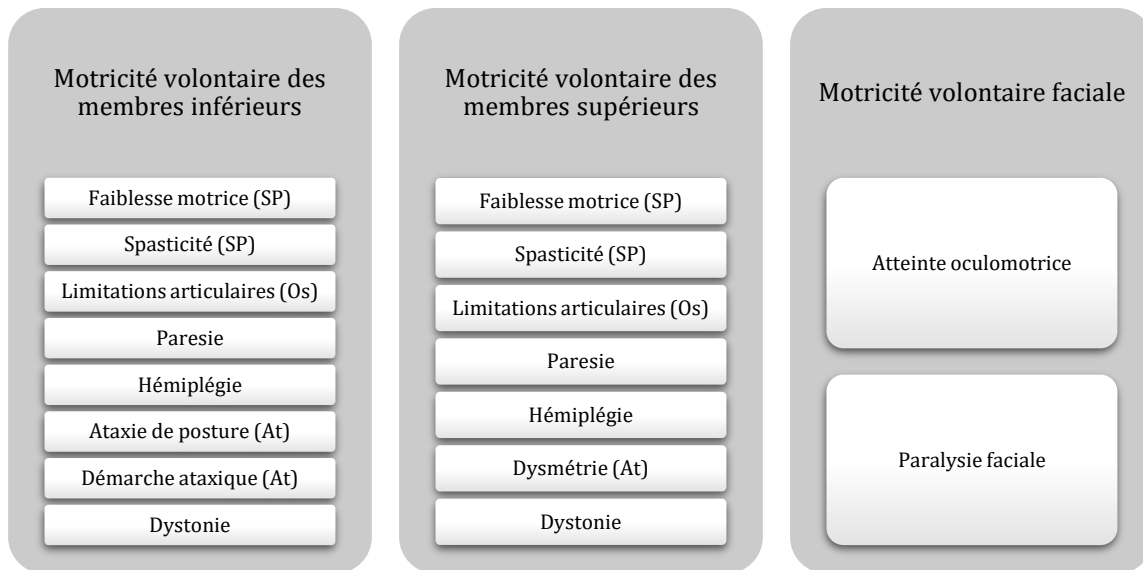 Motricité volontaire des
membres inférieurs
Faiblesse motrice (SP)
Spasticité (SP)
Limitations articulaires (Os)
Paresie
Hémiplégie
Ataxie de posture (At)
Démarche ataxique (At)
Dystonie
Motricité volontaire des
membres supérieurs
Faiblesse motrice (SP)
Spasticité (SP)
Limitations articulaires (Os)
Paresie
Hémiplégie
Dysmétrie (At)
Dystonie
Motricité volontaire faciale
Atteinte oculomotrice
Paralysie faciale